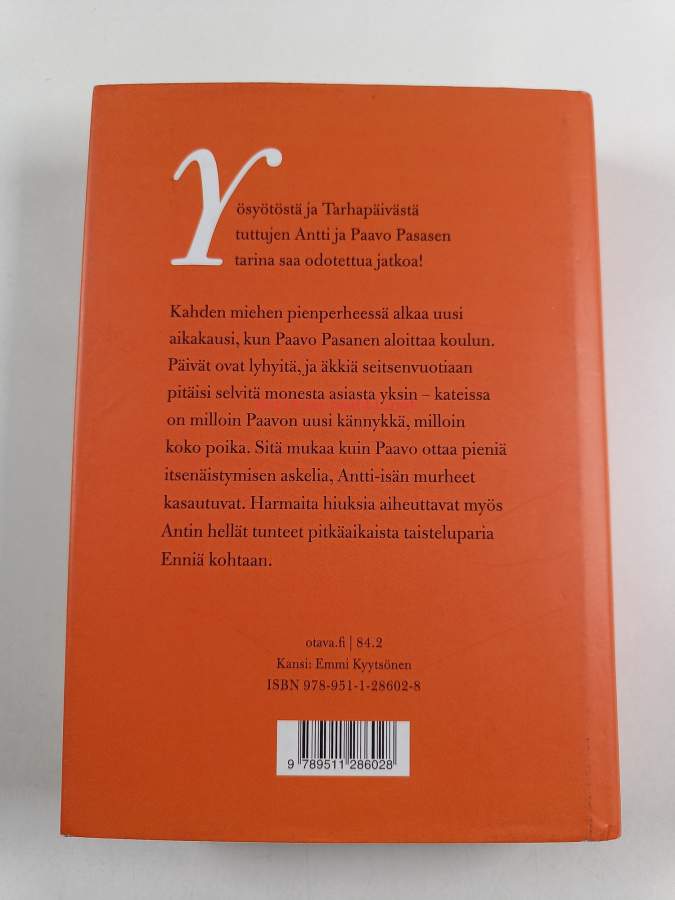 Yösyötöstä ja Tarhapäivästä
tuttujen Antti ja Paavo Pasasen
tarina saa odotettua jatkoa!
Kahden miehen pienperheessä alkaa uusi
aikakausi, kun Paavo Pasanen aloittaa koulun.
Päivät ovat lyhyitä, ja äkkiä seitsenvuotiaan
pitäisi selvitä monesta asiasta yksin – kateissa
on milloin Paavon uusi kännykkä, milloin
koko poika. Sitä mukaa kuin Paavo ottaa pieniä
itsenäistymisen askelia, Antti-isän murheet
kasautuvat. Harmaita hiuksia aiheuttavat myös
Antin hellät tunteet pitkäaikaista taisteluparia
Enniä kohtaan.
otava.fi | 84.2
Kansi: Emmi Kyytsönen
ISBN 978-951-1-28602-8
9 789511 286028